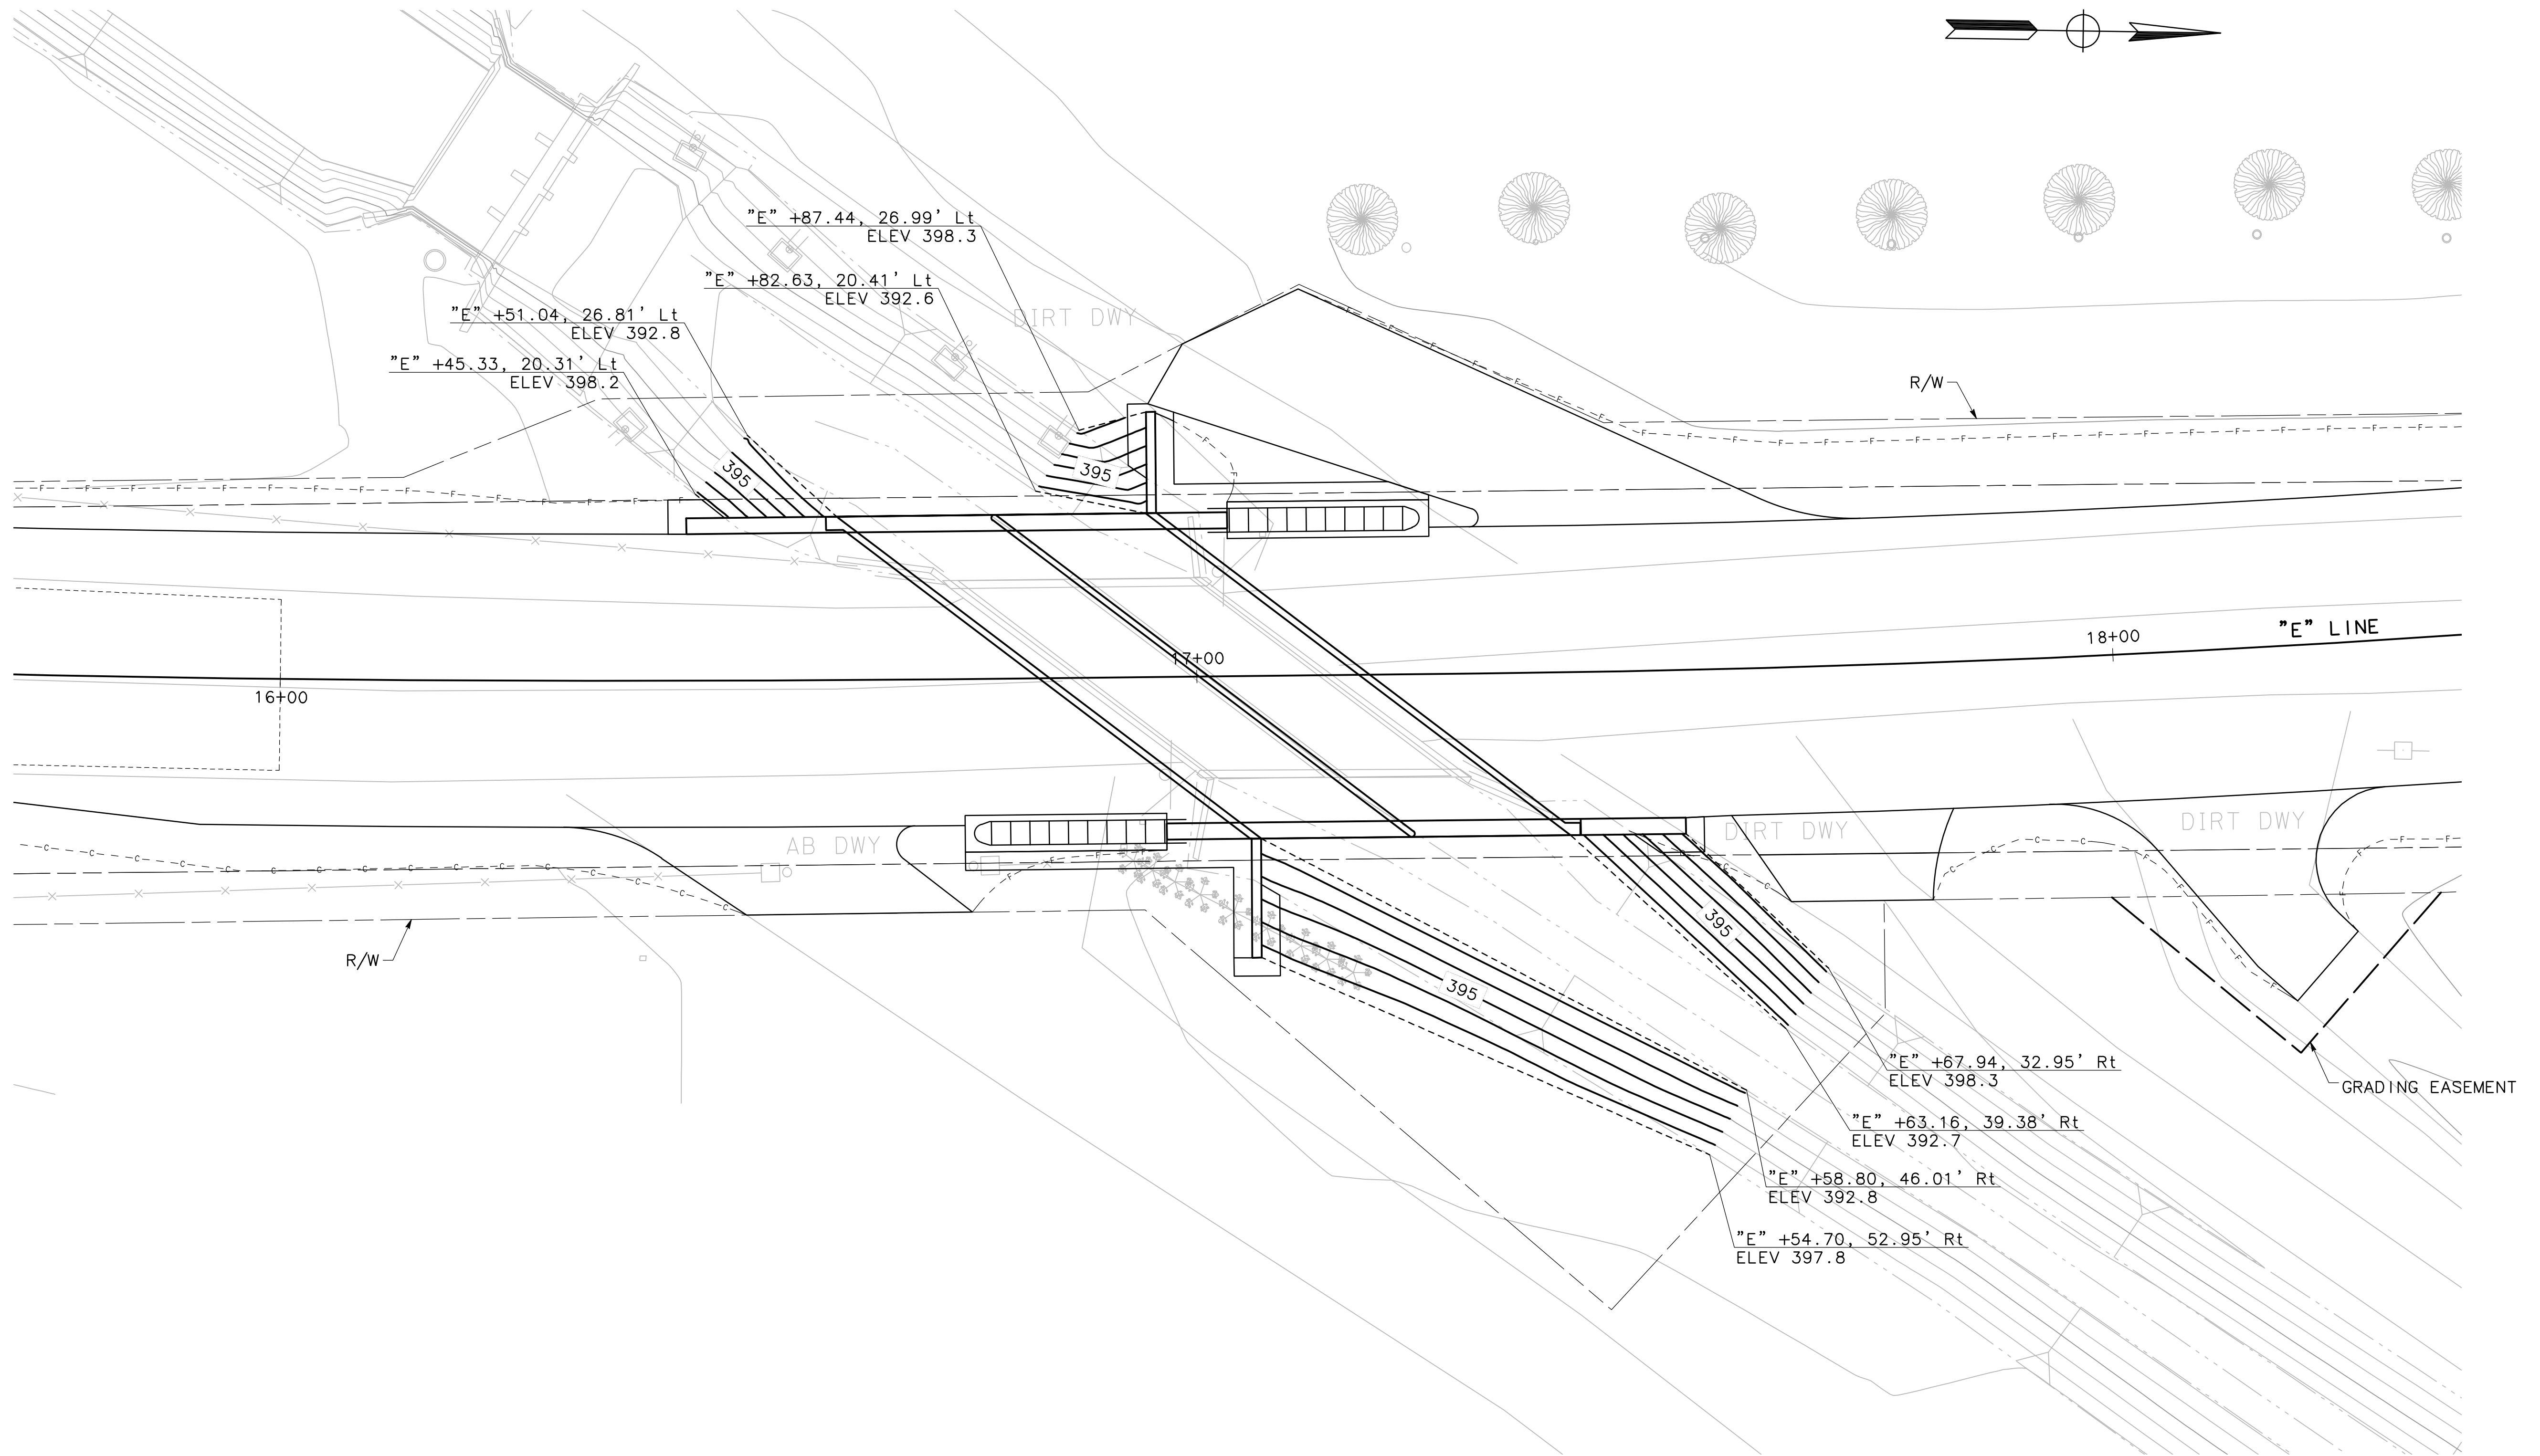 "E" +87.44, 26.99' Lt
ELEV 398.3
"E" +82.63, 20.41' Lt
ELEV 392.6
"E" +51.04, 26.81' Lt
ELEV 392.8
"E" +45.33, 20.31' Lt
ELEV 398.2
DIRT DWY
R/W
395
395
16+00
17+00
18+00
"E" LINE
AB DWY
DIRT DWY
DIRT DWY
R/W
395
395
"E" +67.94, 32.95' Rt
ELEV 398.3
"E" +63.16, 39.38' Rt
ELEV 392.7
"E" +58.80, 46.01' Rt
ELEV 392.8
"E" +54.70, 52.95' Rt
ELEV 397.8
GRADING EASEMENT